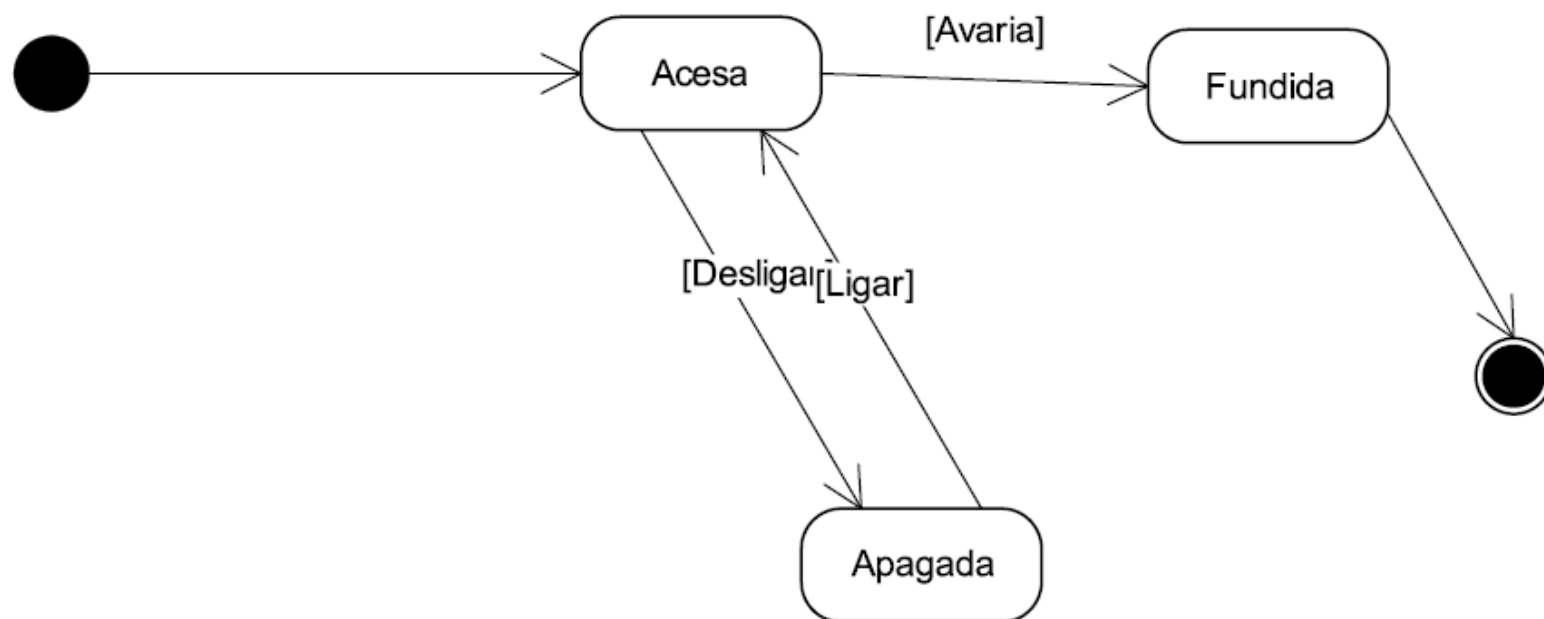 [Avaria]
Acesa
Fundida
[Desligar
[Ligar]
Apagada